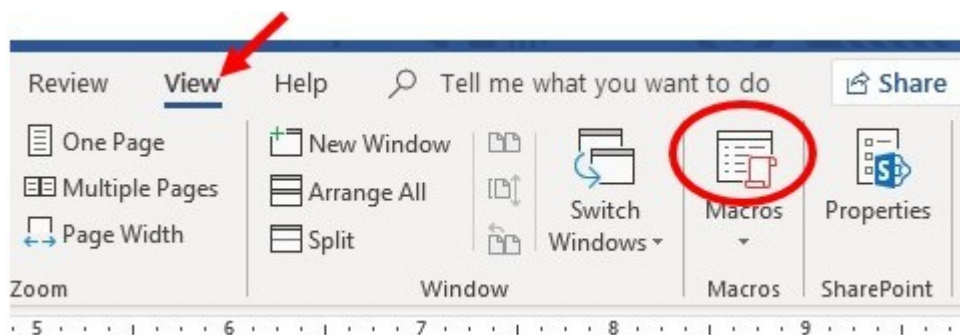 Review View Help Tell me what you want to do Share
One Page
Multiple Pages
Page Width
Zoom
New Window
Arrange All
Split
Switch
Windows
Window
Macros
Macros
Properties
SharePoint
5 6 7 8 9